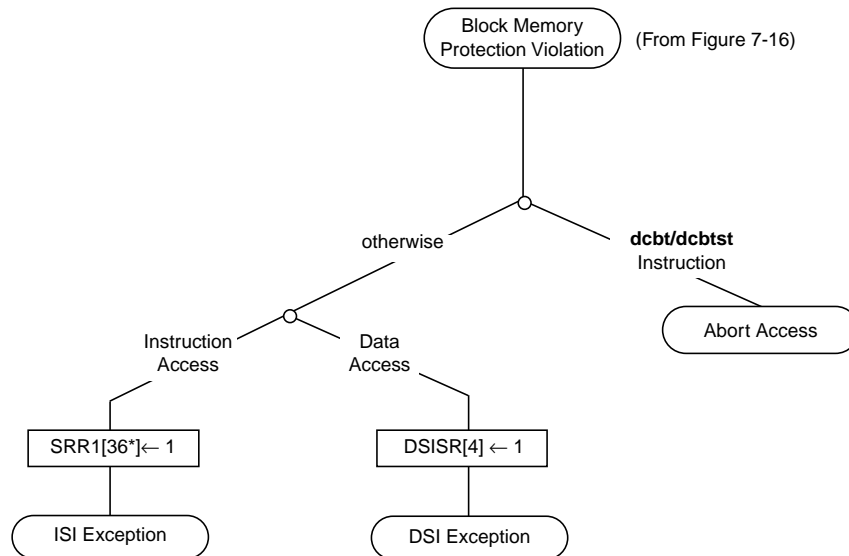 Block Memory
Protection Violation
(From Figure 7-16)
otherwise
dcbt/dcbtst
Instruction
Abort Access
Instruction
Access
Data
Access
SRR1[36*]← 1
DSISR[4] ← 1
ISI Exception
DSI Exception